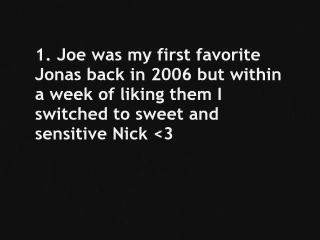 1. Joe was my first favorite
Jonas back in 2006 but within
a week of liking them I
switched to sweet and
sensitive Nick <3